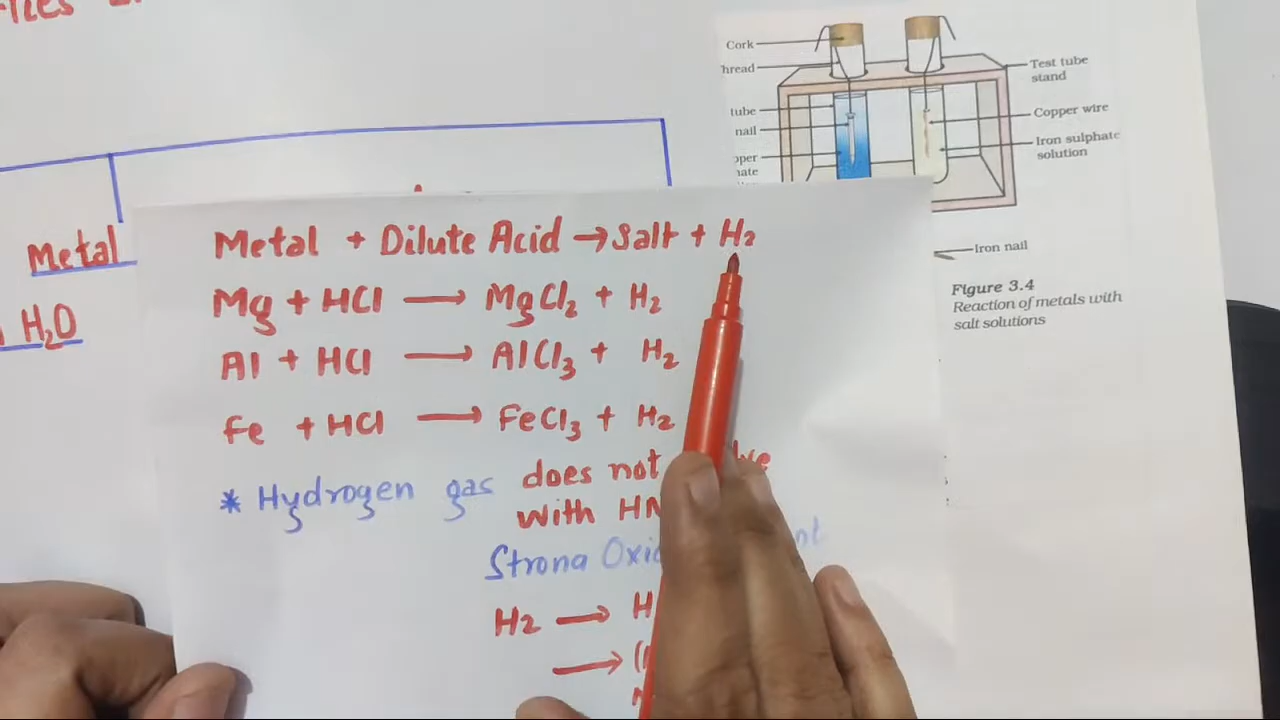 Metal
H2O
Metal + Dilute Acid → Salt + H2
Mg + HCl → MgCl2 + H2
Al + HCl → AlCl3 + H2
Fe + HCl → FeCl3 + H2
* Hydrogen gas does not
with
Strona
H2 →
→
Cork
tube
nail
Test tube
stand
Copper wire
Iron sulphate
solution
Iron nail
Figure 3.4
Reaction of metals with
salt solutions